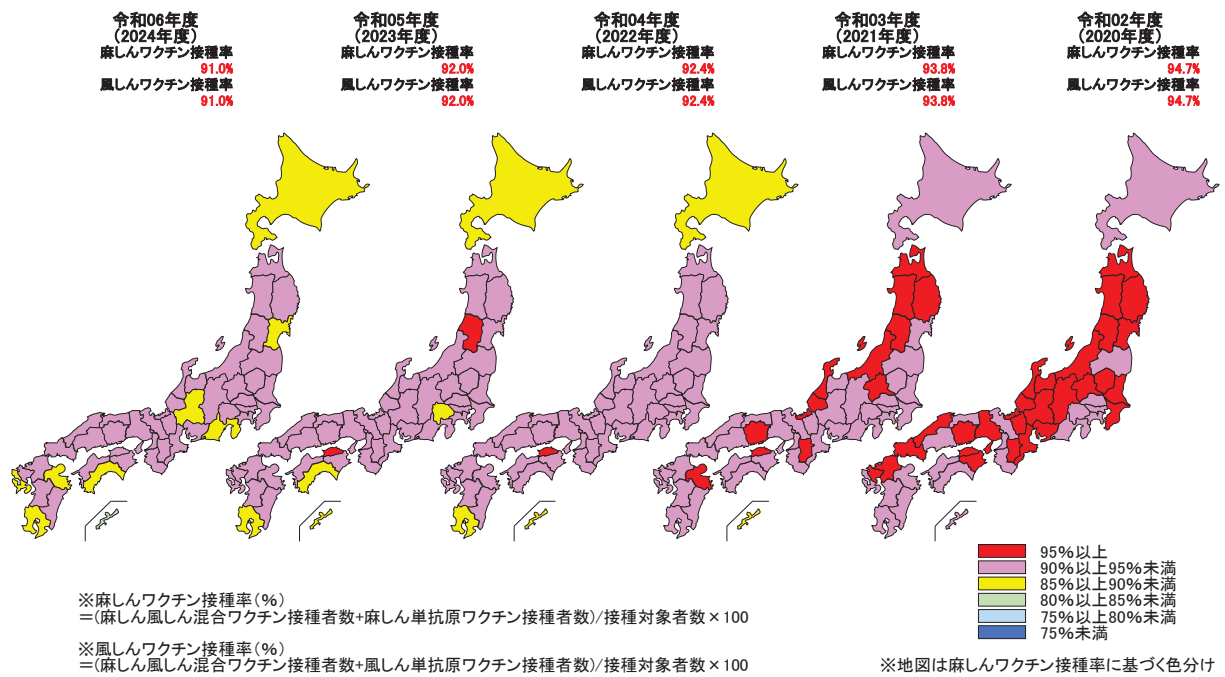 令和06年度
(2024年度)
麻しんワクチン接種率
91.0%
風しんワクチン接種率
91.0%
令和05年度
(2023年度)
麻しんワクチン接種率
92.0%
風しんワクチン接種率
92.0%
令和04年度
(2022年度)
麻しんワクチン接種率
92.4%
風しんワクチン接種率
92.4%
令和03年度
(2021年度)
麻しんワクチン接種率
93.8%
風しんワクチン接種率
93.8%
令和02年度
(2020年度)
麻しんワクチン接種率
94.7%
風しんワクチン接種率
94.7%
95%以上
90%以上95%未満
85%以上90%未満
80%以上85%未満
75%以上80%未満
75%未満
※麻しんワクチン接種率(%)
=(麻しん風しん混合ワクチン接種者数+麻しん単抗原ワクチン接種者数)/接種対象者数×100
※風しんワクチン接種率(%)
=(麻しん風しん混合ワクチン接種者数+風しん単抗原ワクチン接種者数)/接種対象者数×100
※地図は麻しんワクチン接種率に基づく色分け